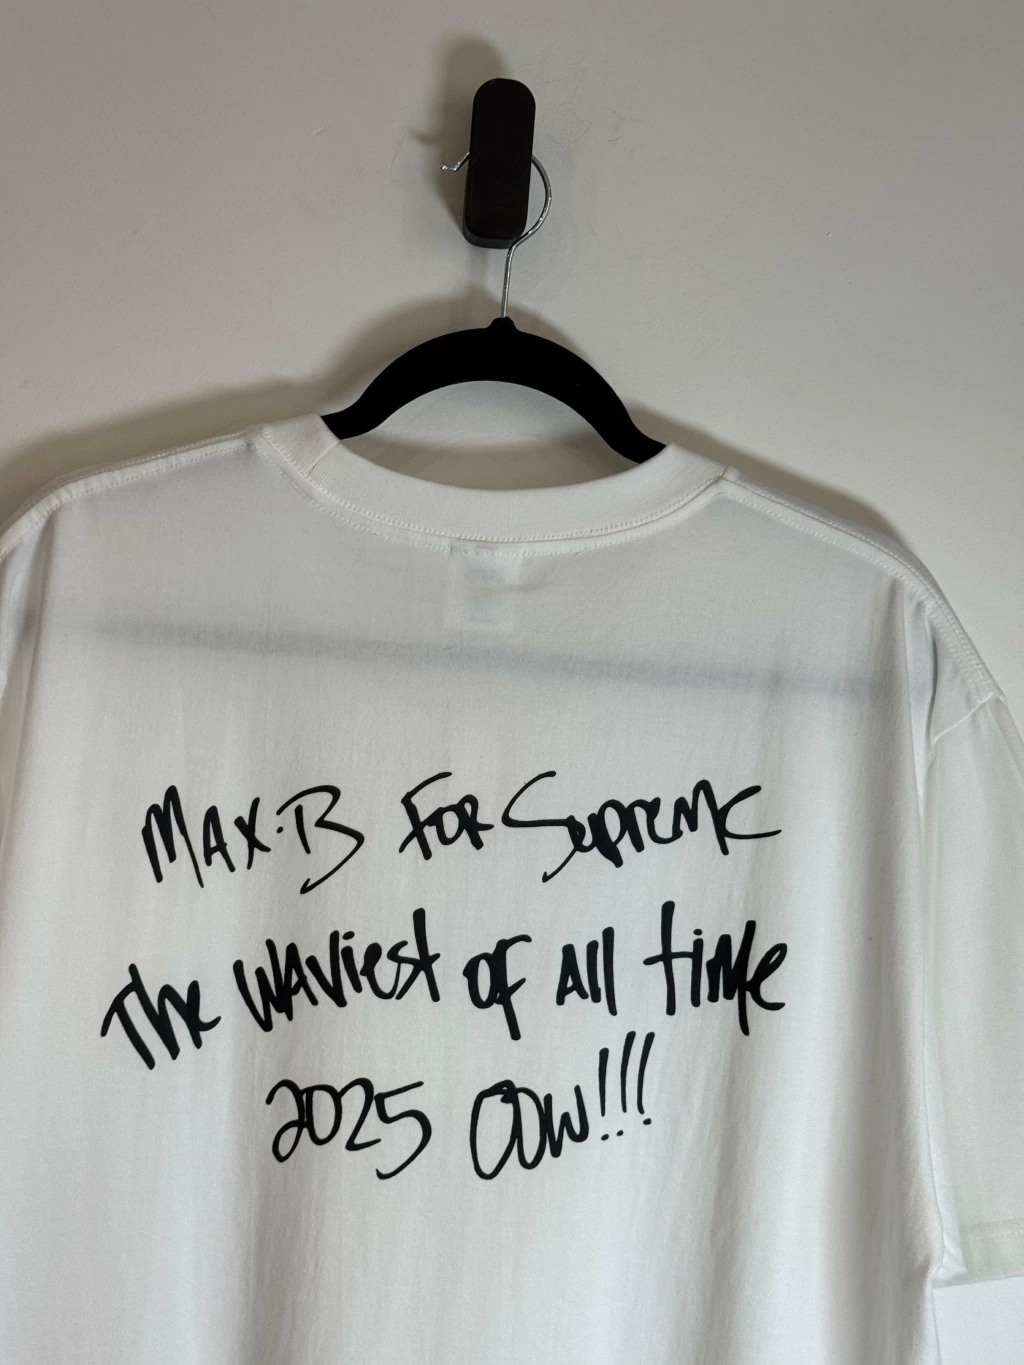 MAX.B FOR Supreme
The WAViest of All time
2025 OOW!!!